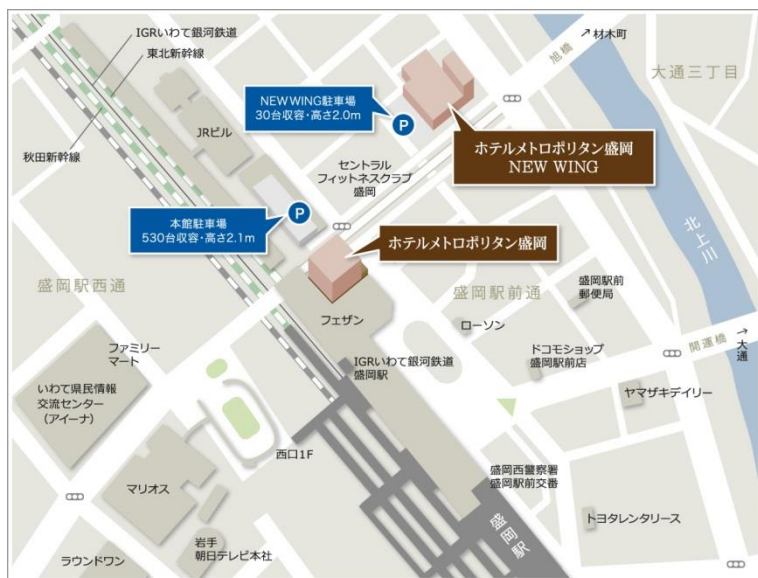 IGRいわて銀河鉄道
東北新幹線
秋田新幹線
JRビル
NEW WING駐車場
30台収容・高さ2.0m
P
↗材木町
旭橋
大通三丁目
ホテルメトロポリタン盛岡
NEW WING
セントラル
フィットネスクラブ
盛岡
本館駐車場
530台収容・高さ2.1m
P
ホテルメトロポリタン盛岡
北上川
盛岡駅西通
盛岡駅前通
盛岡駅前
郵便局
フェザン
ローソン
開運橋
↗大通
ファミリー
マート
IGRいわて銀河鉄道
盛岡駅
ドコモショップ
盛岡駅前店
いわて県民情報
交流センター
（アイーナ）
ヤマザキデイリー
西口1F
盛岡西警察署
盛岡駅前交番
マリオス
盛岡駅
トヨタレンタリース
岩手
朝日テレビ本社
ラウンドワン